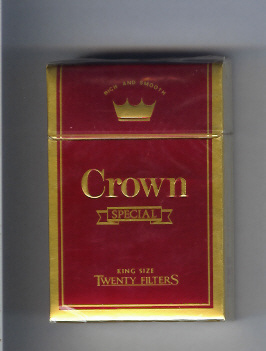 RICH AND SMOOTH
Crown
SPECIAL
KING SIZE
TWENTY FILTERS